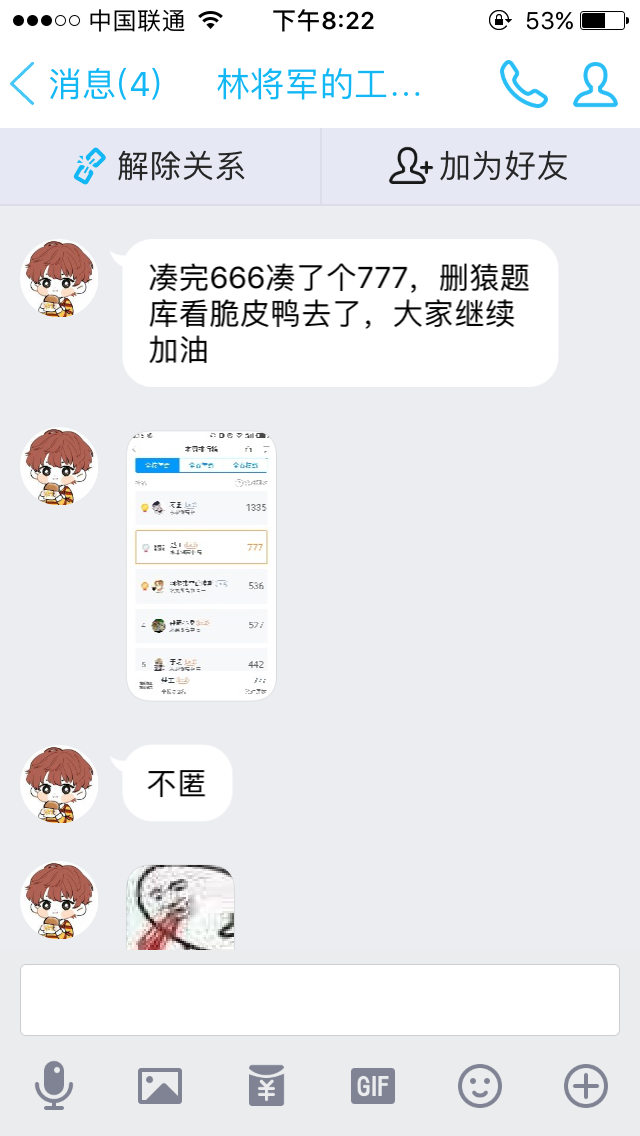 中国联通 下午8:22 53%
消息(4) 林将军的工...
解除关系 加为好友
凑完666凑了个777，删猿题
库看脆皮鸭去了，大家继续
加油
1335
777
536
527
5 442
不匿
GIF